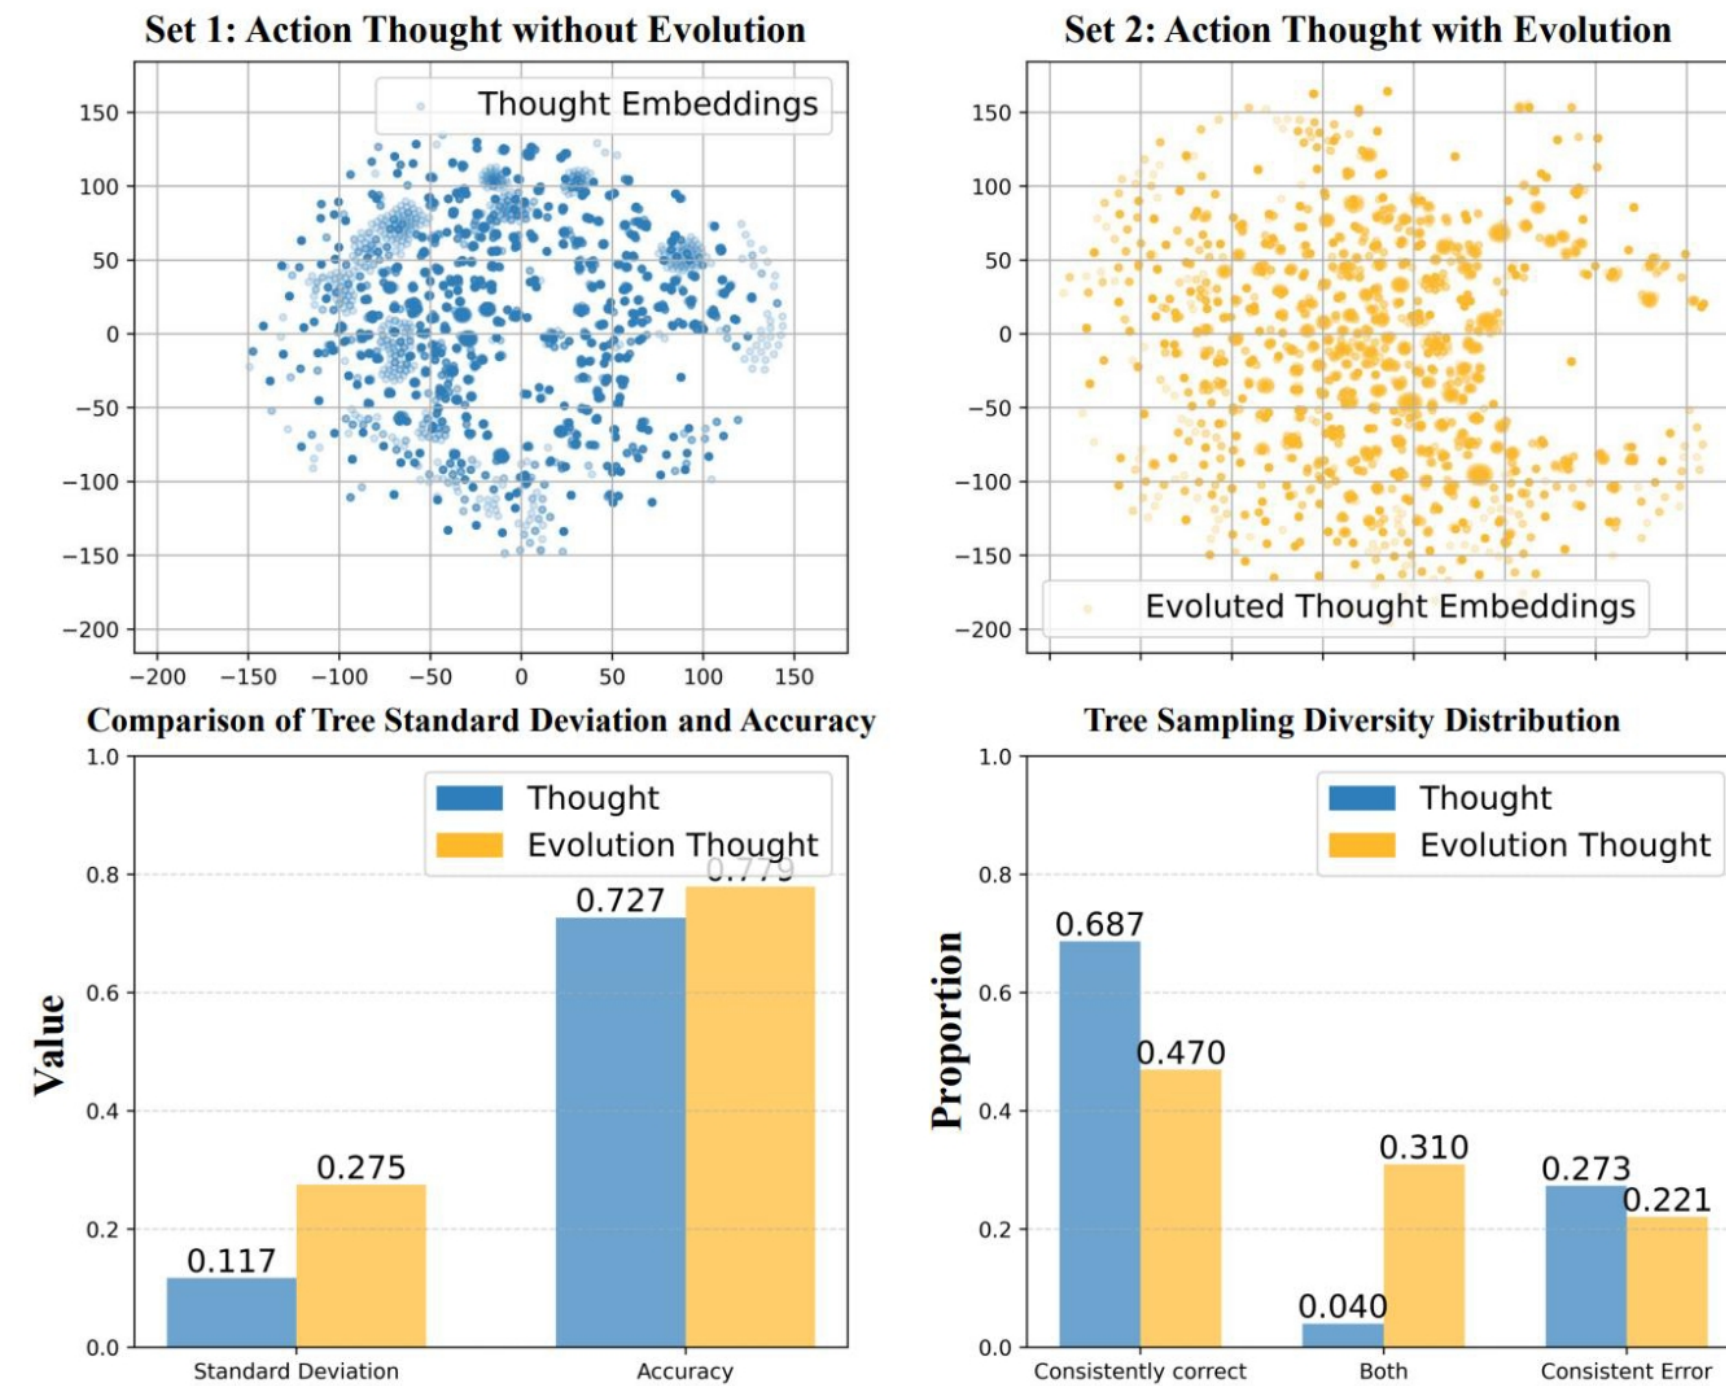 Set 1: Action Thought without Evolution
Thought Embeddings
150
100
50
0
−50
−100
−150
−200
−200 −150 −100 −50 0 50 100 150
Set 2: Action Thought with Evolution
150
100
50
0
−50
−100
−150
−200
Evoluted Thought Embeddings
Comparison of Tree Standard Deviation and Accuracy
Thought
Evolution Thought
Value
1.0
0.8
0.6
0.4
0.2
0.0
0.117
0.275
0.727
0.779
Standard Deviation Accuracy
Tree Sampling Diversity Distribution
Thought
Evolution Thought
Proportion
1.0
0.8
0.6
0.4
0.2
0.0
0.687
0.470
0.040
0.310
0.273
0.221
Consistently correct Both Consistent Error